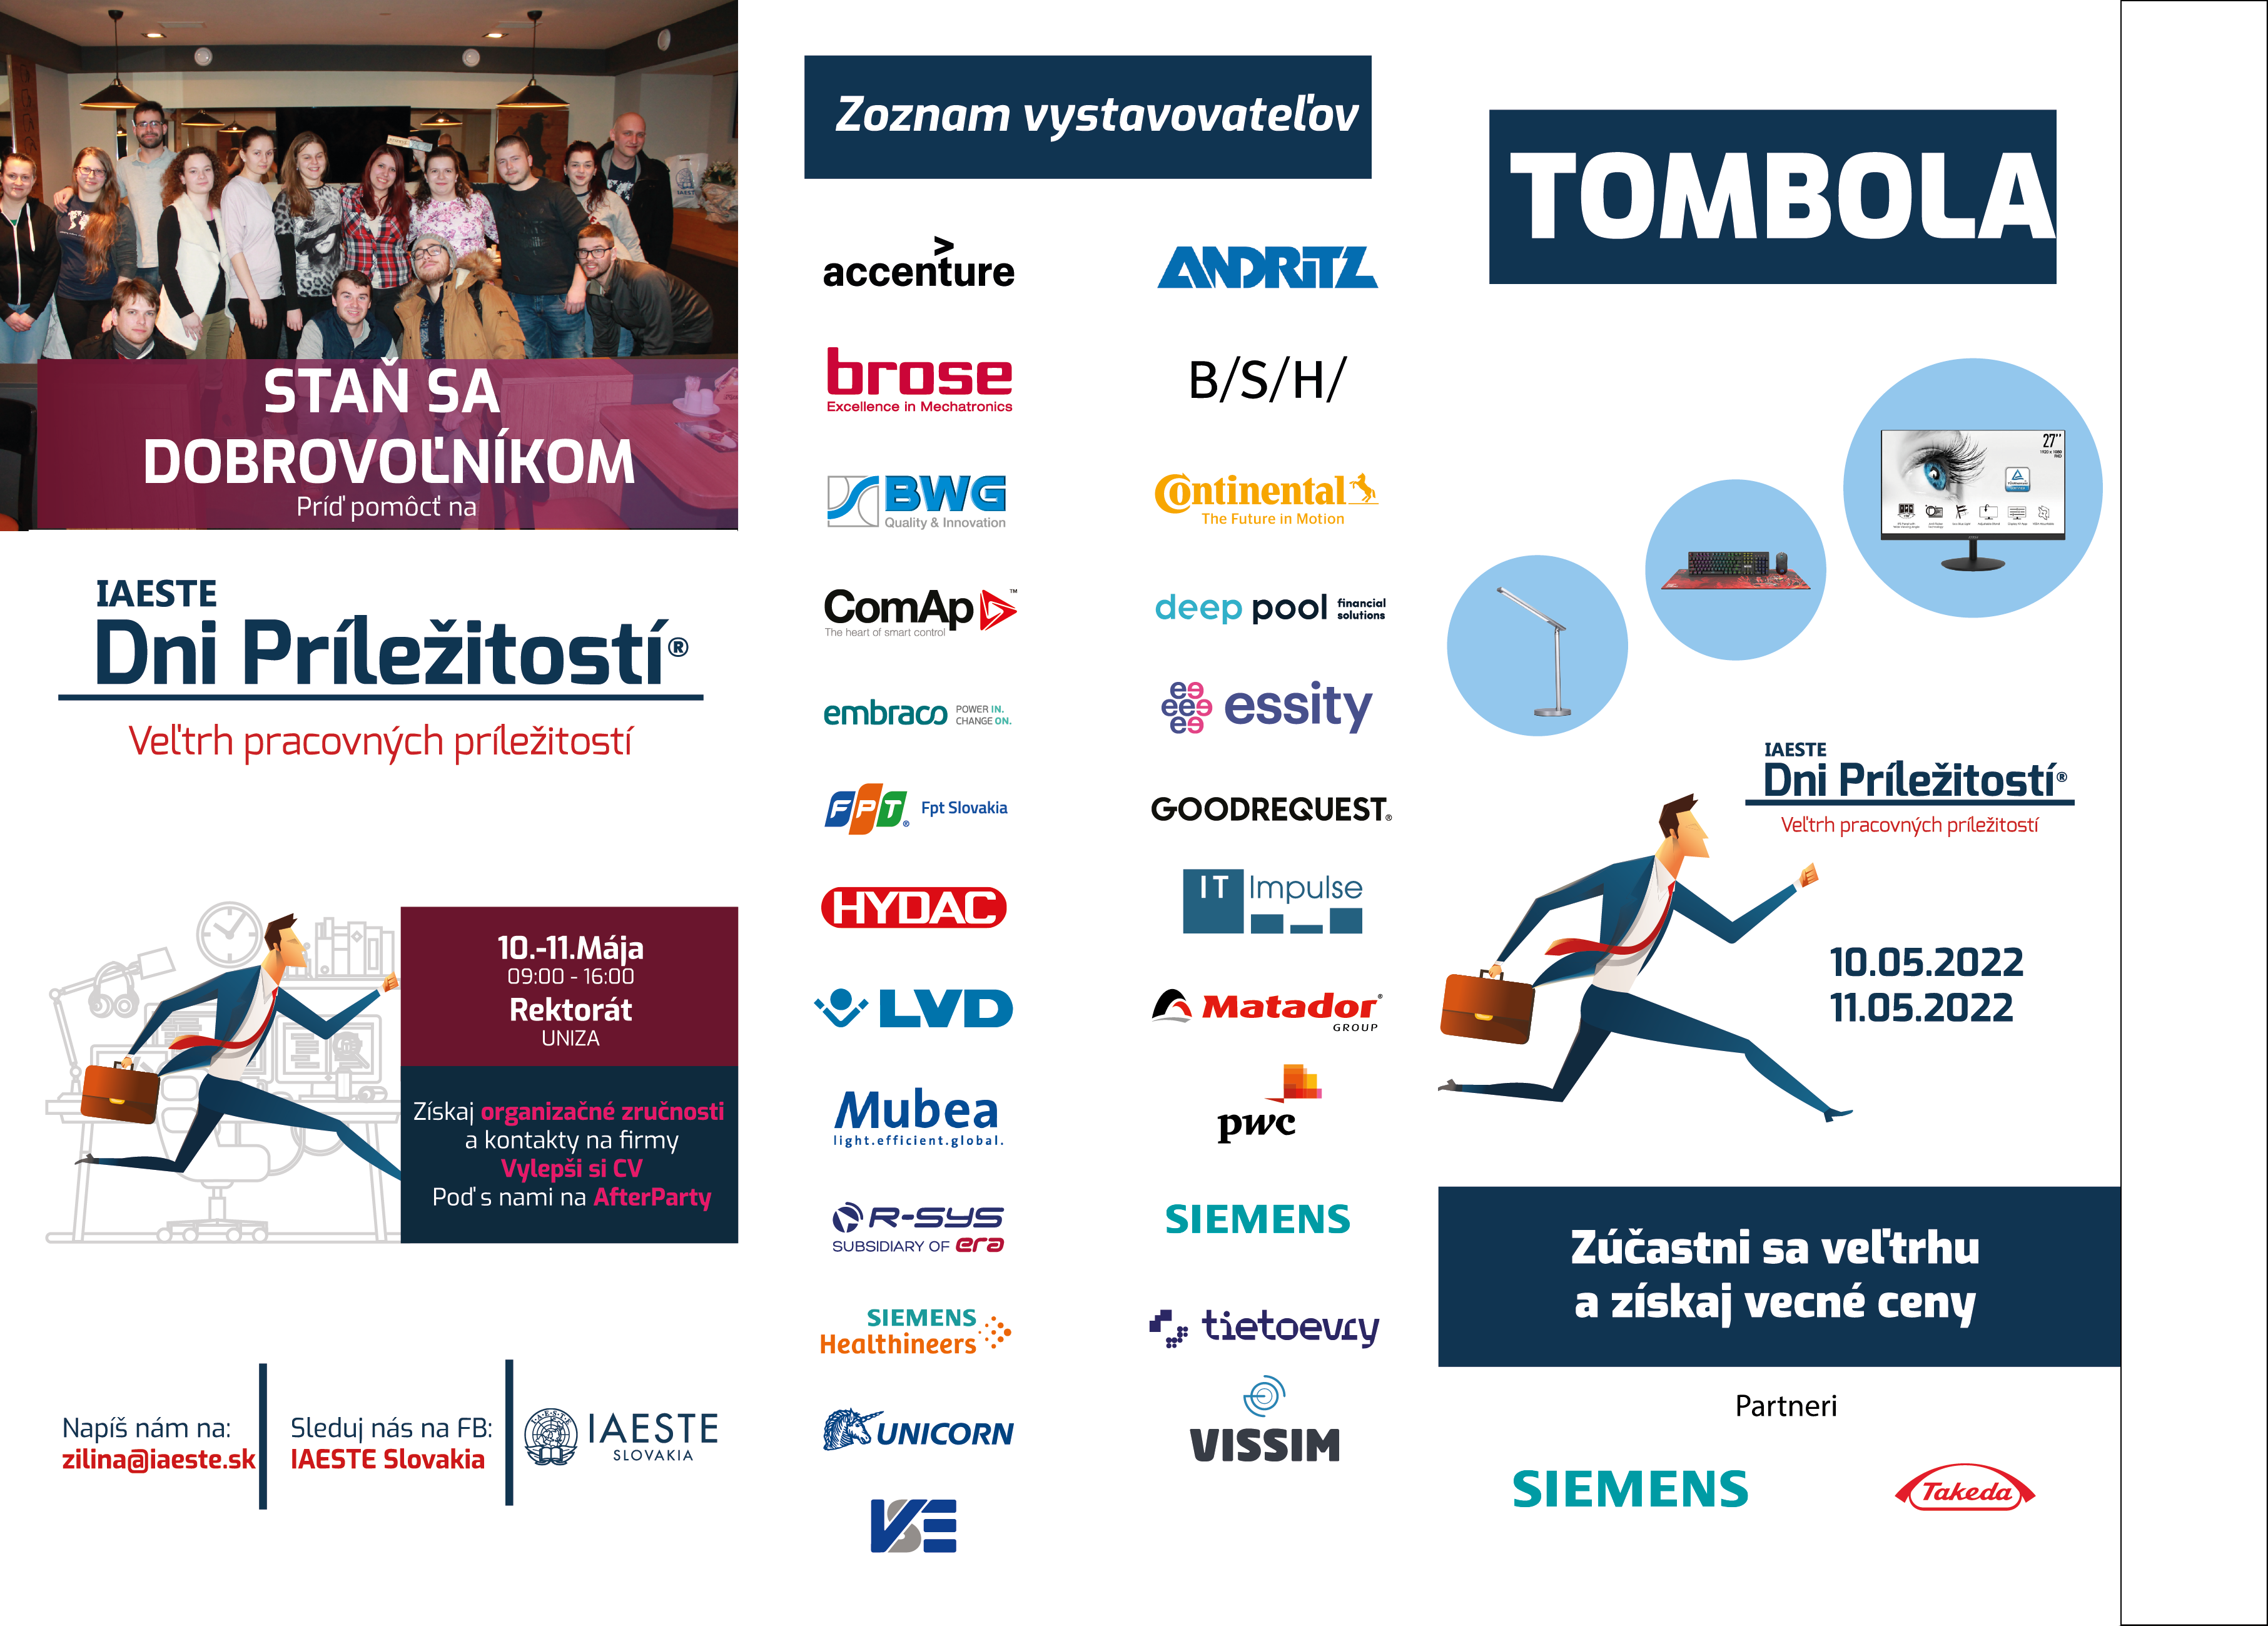 STAŇ SA
DOBROVOĽNÍKOM
Príď pomôcť na
IAESTE
Dni Príležitostí®
Veľtrh pracovných príležitostí
10.-11.Mája
09:00 - 16:00
Rektorát
UNIZA
Získaj organizačné zručnosti
a kontakty na firmy
Vylepši si CV
Poď s nami na AfterParty
Napíš nám na:
zilina@iaeste.sk
Sleduj nás na FB:
IAESTE Slovakia
IAESTE
SLOVAKIA
Zoznam vystavovateľov
accenture
ANDRITZ
brose
Excellence in Mechatronics
B/S/H/
BWG
Quality & Innovation
Continental
The Future in Motion
ComAp™
The heart of smart control
deep pool financial
solutions
embraco POWER IN.
CHANGE ON.
essity
FPT® Fpt Slovakia
GOODREQUEST®
HYDAC
IT Impulse
LVD
Matador®
GROUP
Mubea
light.efficient.global.
pwc
R-SYS
SUBSIDIARY OF era
SIEMENS
SIEMENS
Healthineers
tietoevry
UNICORN
VISSIM
VSE
TOMBOLA
27''
IAESTE
Dni Príležitostí®
Veľtrh pracovných príležitostí
10.05.2022
11.05.2022
Zúčastni sa veľtrhu
a získaj vecné ceny
Partneri
SIEMENS
Takeda